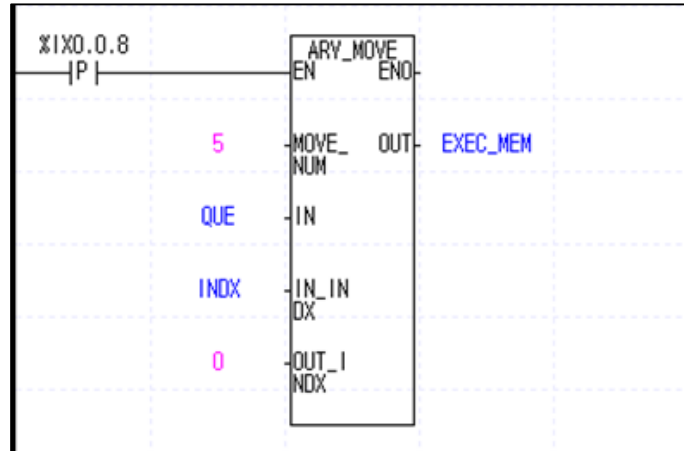 %IX0.0.8
P
ARY_MOVE
EN ENO
5 MOVE_ OUT EXEC_MEM
NUM
QUE IN
INDX IN_IN
DX
0 OUT_I
NDX